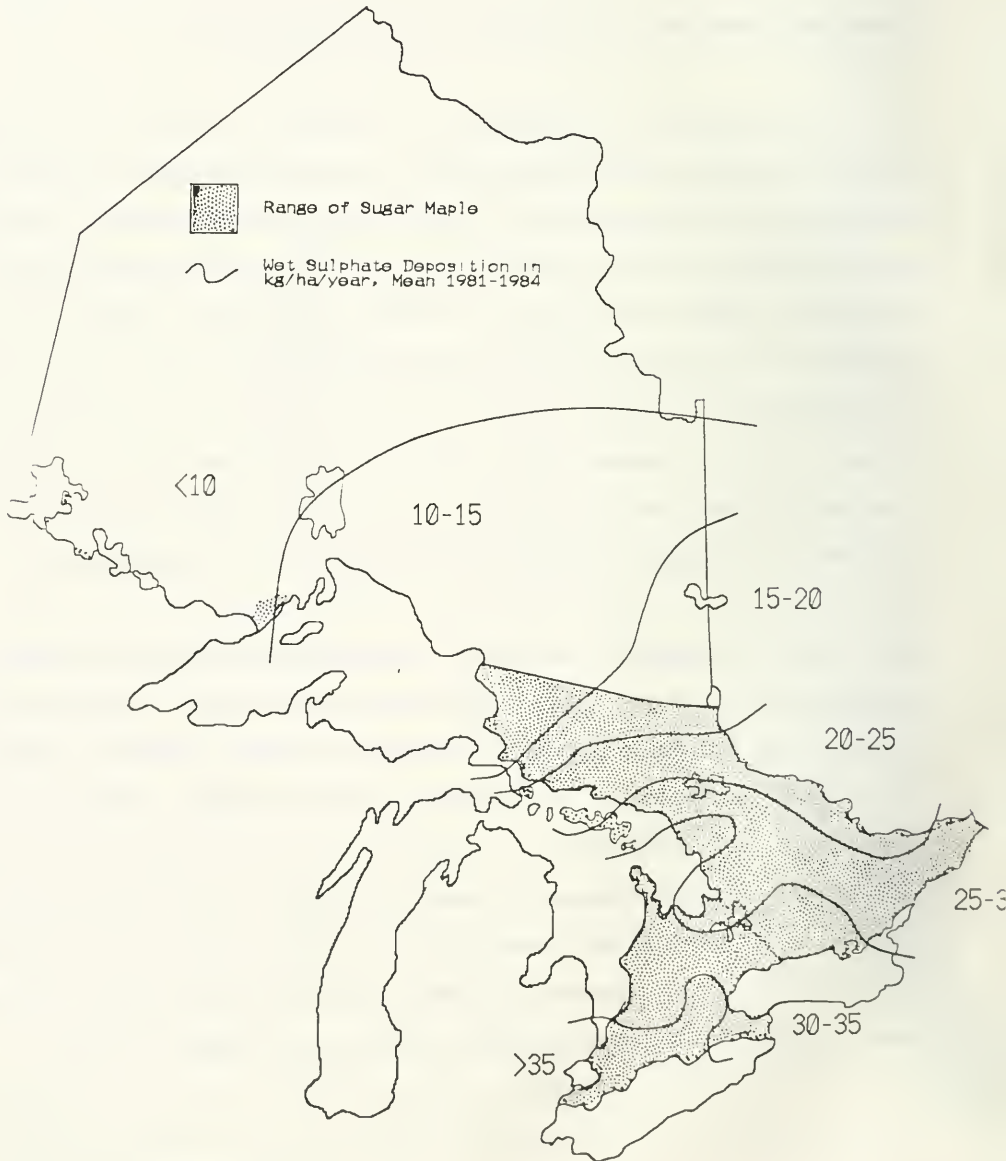 Range of Sugar Maple
Wet Sulphate Deposition in
kg/ha/year, Mean 1981-1984
<10
10-15
15-20
20-25
25-3
30-35
>35